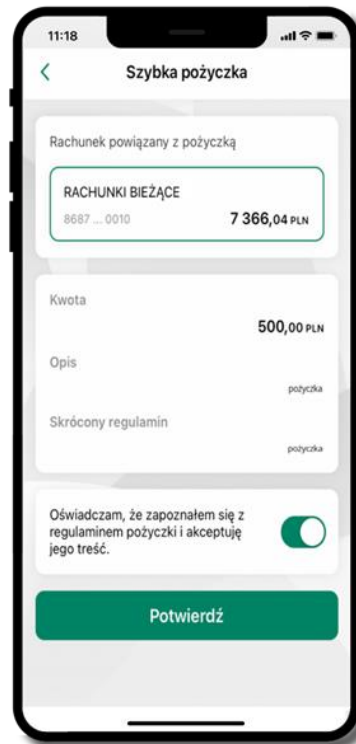 11:18
Szybka pożyczka
Rachunek powiązany z pożyczką
RACHUNKI BIEŻĄCE
8687 ... 0010
7 366,04 PLN
Kwota
500,00 PLN
Opis
pożyczka
Skrócony regulamin
pożyczka
Oświadczam, że zapoznałem się z
regulaminem pożyczki i akceptuję
jego treść.
Potwierdź